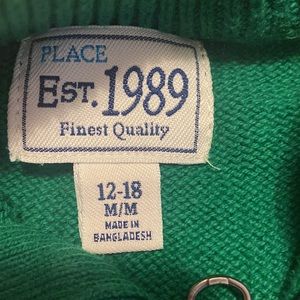 PLACE
EST. 1989
Finest Quality
12-18
M/M
MADE IN
BANGLADESH